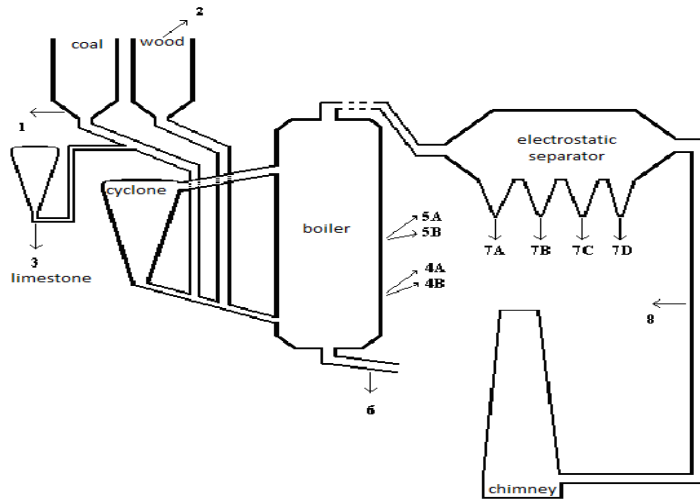 2
coal
wood
1
electrostatic
separator
cyclone
5A
5B
boiler
7A
7B
7C
7D
3
limestone
4A
4B
8
6
chimney